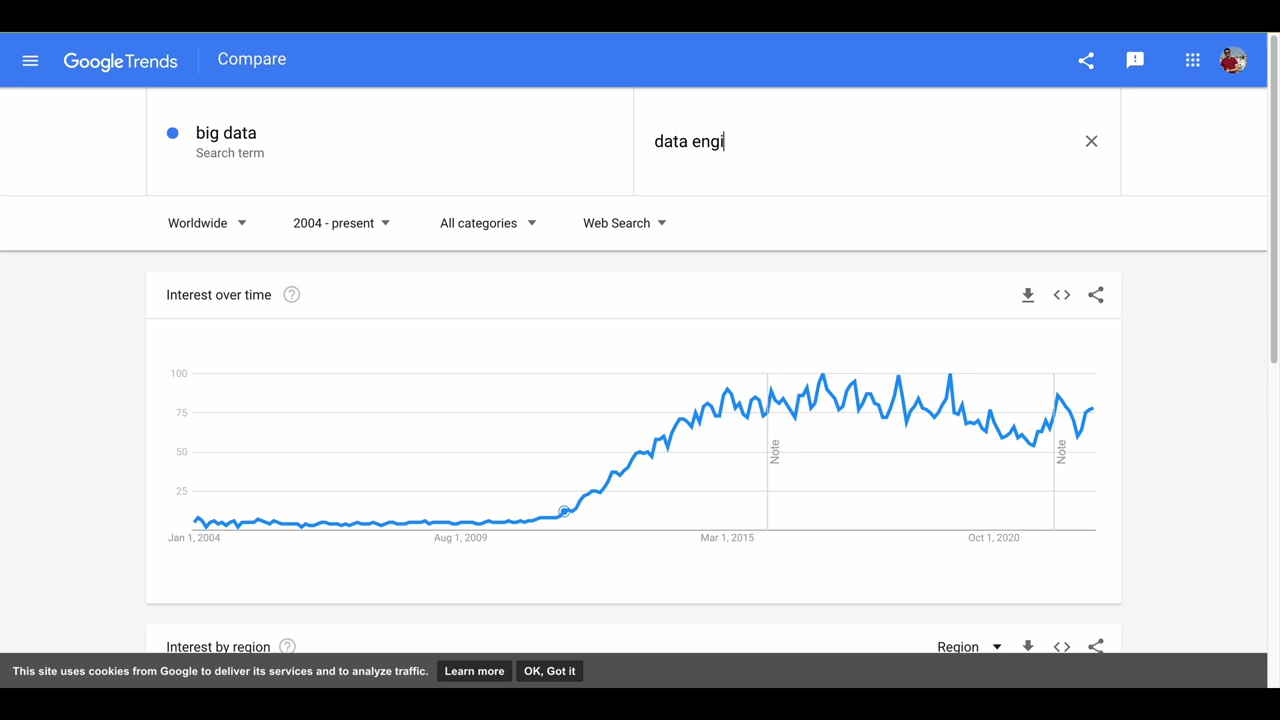 Google Trends
Compare
big data
Search term
data engi
Worldwide
2004 - present
All categories
Web Search
Interest over time
100
75
50
25
Note
Note
Jan 1, 2004
Aug 1, 2009
Mar 1, 2015
Oct 1, 2020
Interest by region
Region
This site uses cookies from Google to deliver its services and to analyze traffic.
Learn more
OK, Got it